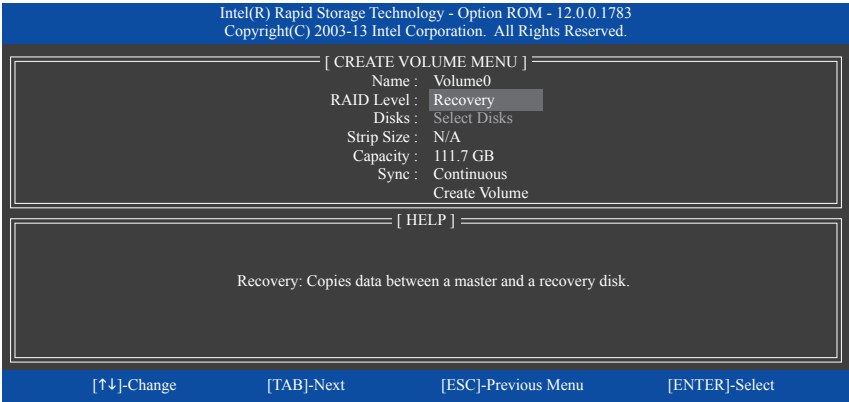 Intel(R) Rapid Storage Technology - Option ROM - 12.0.0.1783
Copyright(C) 2003-13 Intel Corporation. All Rights Reserved.
[ CREATE VOLUME MENU ]
Name : Volume0
RAID Level : Recovery
Disks : Select Disks
Strip Size : N/A
Capacity : 111.7 GB
Sync : Continuous
Create Volume
[ HELP ]
Recovery: Copies data between a master and a recovery disk.
[↑↓]-Change [TAB]-Next [ESC]-Previous Menu [ENTER]-Select